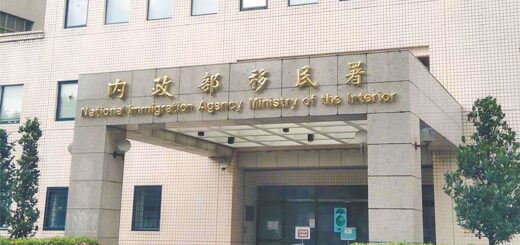 內政部移民署
National Immigration Agency Ministry of the Interior